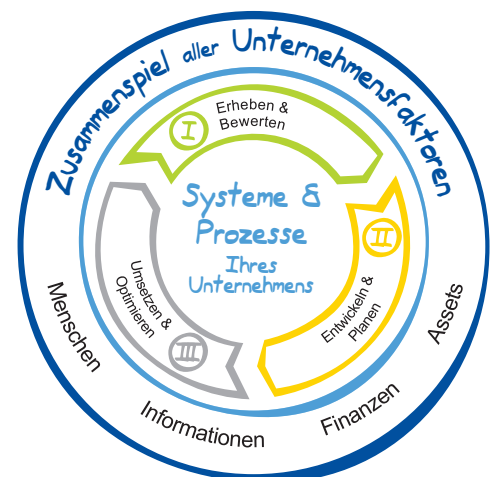 Zusammenspiel aller Unternehmensfaktoren
I
Erheben &
Bewerten
II
Entwickeln &
Planen
III
Umsetzen &
Optimieren
Systeme &
Prozesse
Ihres
Unternehmens
Menschen
Informationen
Finanzen
Assets